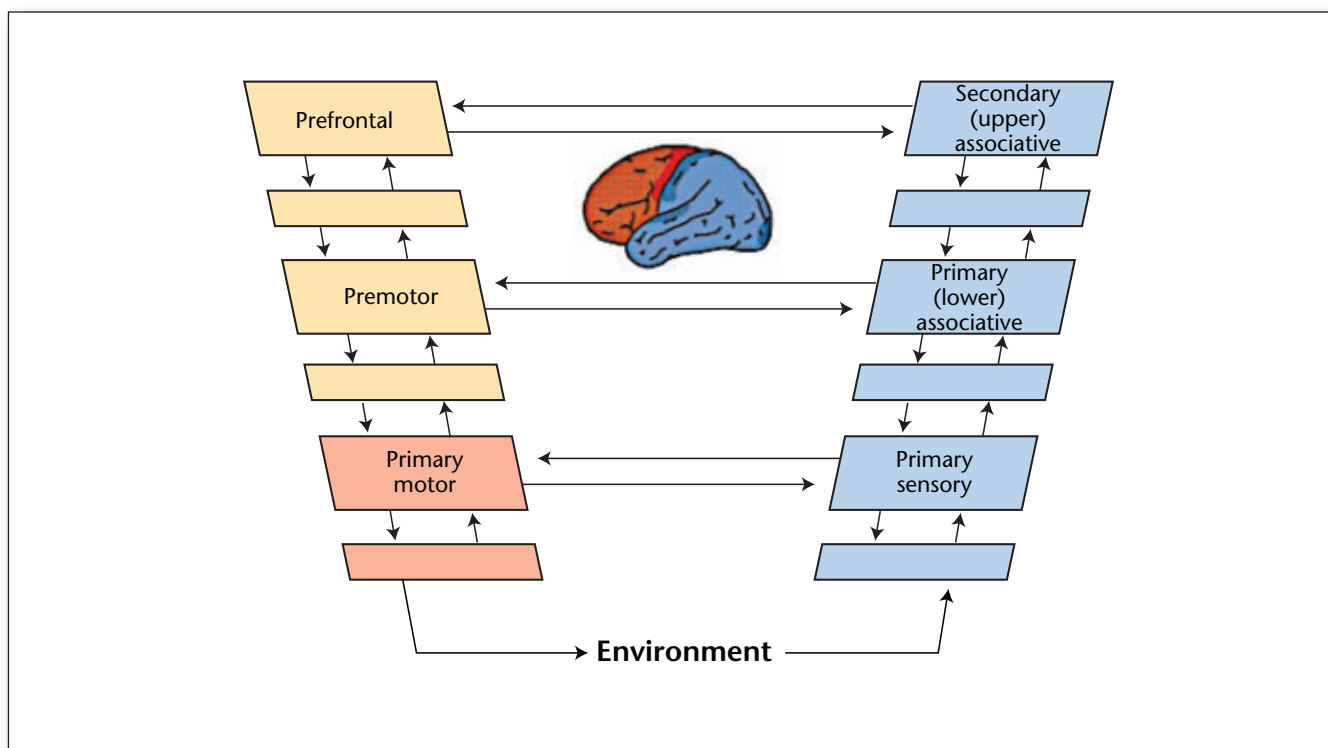 Prefrontal
Secondary
(upper)
associative
Premotor
Primary
(lower)
associative
Primary
motor
Primary
sensory
Environment